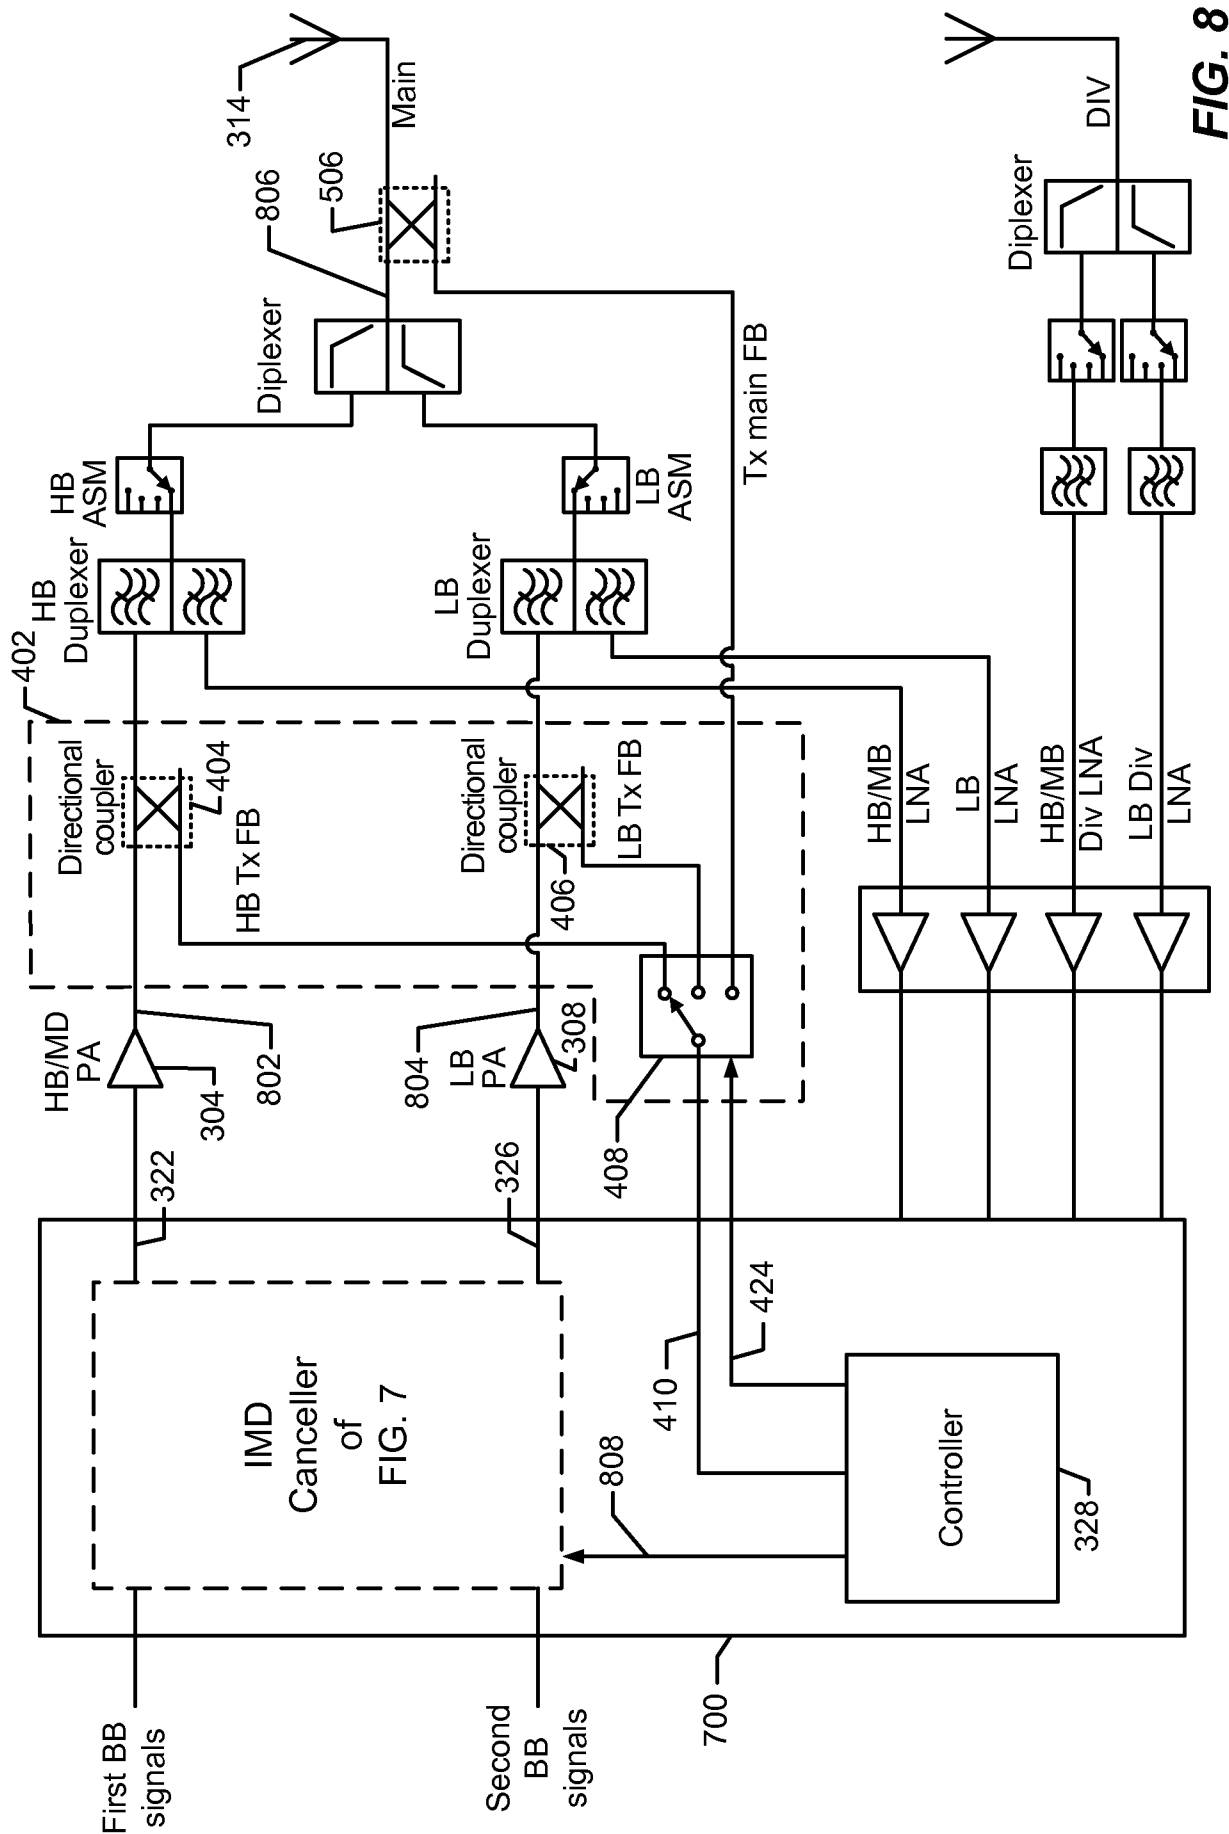 First BB
signals
Second
BB
signals
700
IMD
Canceller
of
FIG. 7
808
Controller
328
410
424
322
326
HB/MD
PA
304
802
804
LB
PA
308
408
402
Directional
coupler
404
HB Tx FB
Directional
coupler
406
LB Tx FB
HB
Duplexer
LB
Duplexer
HB
ASM
LB
ASM
Diplexer
806
506
314
Main
Tx main FB
HB/MB
LNA
LB
LNA
HB/MB
Div LNA
LB Div
LNA
Diplexer
DIV
FIG. 8